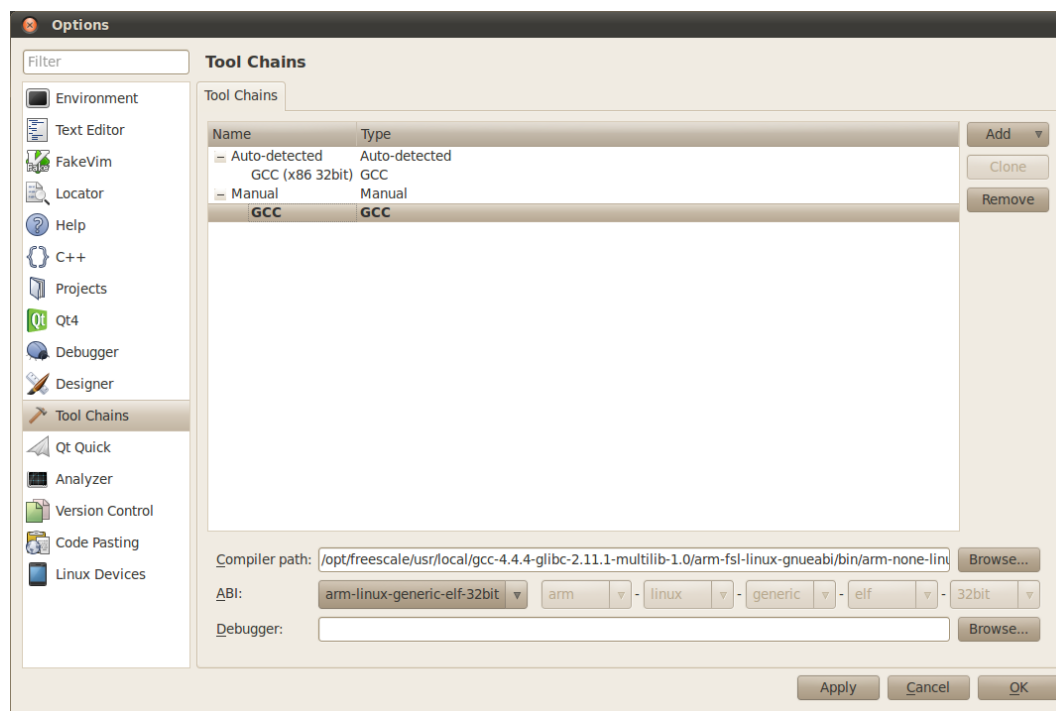 Options
Filter
Tool Chains
Environment
Text Editor
FakeVim
Locator
Help
C++
Projects
Qt4
Debugger
Designer
Tool Chains
Qt Quick
Analyzer
Version Control
Code Pasting
Linux Devices
Tool Chains
Name Type
Auto-detected Auto-detected
GCC (x86 32bit) GCC
Manual Manual
GCC GCC
Add
Clone
Remove
Compiler path: /opt/freescale/usr/local/gcc-4.4.4-glibc-2.11.1-multilib-1.0/arm-fsl-linux-gnueabi/bin/arm-none-linu Browse...
ABI: arm-linux-generic-elf-32bit arm - linux - generic - elf - 32bit
Debugger: Browse...
Apply Cancel OK